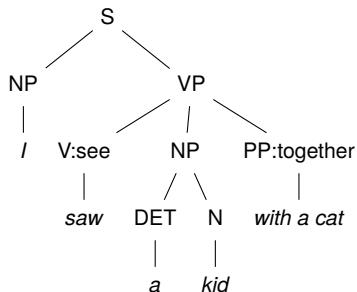 S
NP VP
I V:see NP PP:together
saw DET N with a cat
a kid